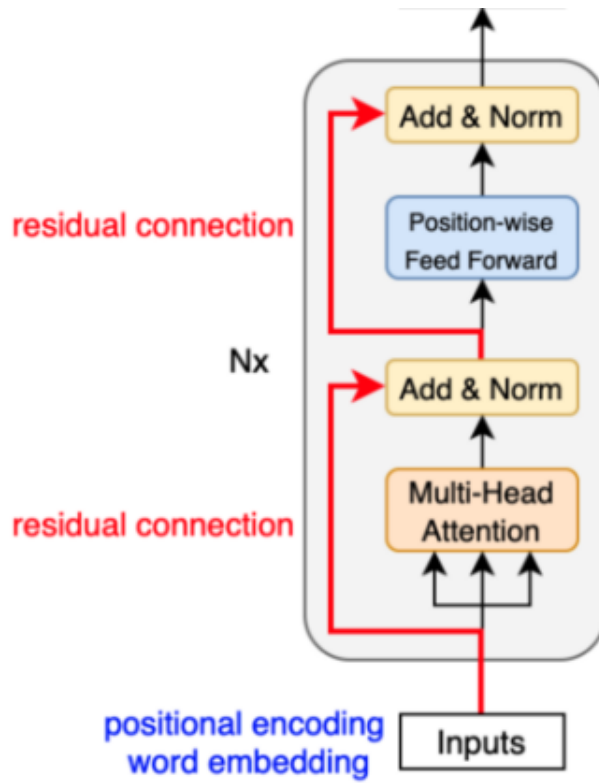 Add & Norm
residual connection
Position-wise
Feed Forward
Nx
Add & Norm
residual connection
Multi-Head
Attention
positional encoding
word embedding
Inputs